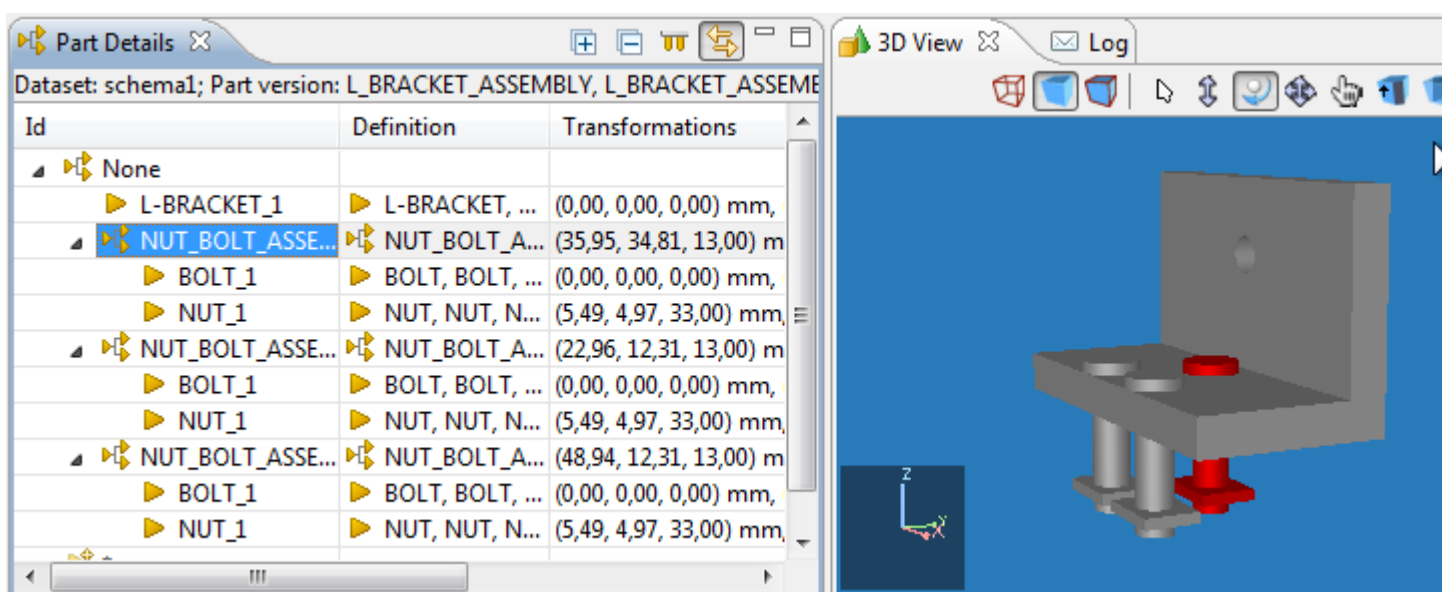 Part Details
3D View
Log
Dataset: schema1; Part version: L_BRACKET_ASSEMBLY, L_BRACKET_ASSEMB
Id Definition Transformations
None
L-BRACKET_1 L-BRACKET, ... (0,00, 0,00, 0,00) mm,
NUT_BOLT_ASSE... NUT_BOLT_A... (35,95, 34,81, 13,00) m
BOLT_1 BOLT, BOLT, ... (0,00, 0,00, 0,00) mm,
NUT_1 NUT, NUT, N... (5,49, 4,97, 33,00) mm,
NUT_BOLT_ASSE... NUT_BOLT_A... (22,96, 12,31, 13,00) m
BOLT_1 BOLT, BOLT, ... (0,00, 0,00, 0,00) mm,
NUT_1 NUT, NUT, N... (5,49, 4,97, 33,00) mm,
NUT_BOLT_ASSE... NUT_BOLT_A... (48,94, 12,31, 13,00) m
BOLT_1 BOLT, BOLT, ... (0,00, 0,00, 0,00) mm,
NUT_1 NUT, NUT, N... (5,49, 4,97, 33,00) mm,
Z
Y
X